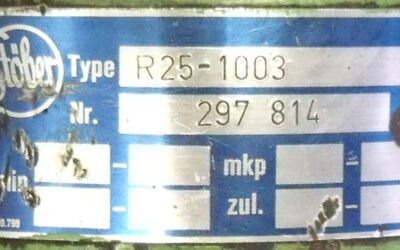 Stöber
Type R25-1003
Nr. 297 814
- mkp -
zul. -